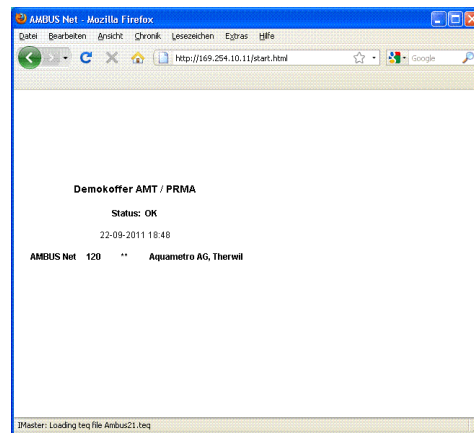 AMBUS Net - Mozilla Firefox
Datei Bearbeiten Ansicht Chronik Lesezeichen Extras Hilfe
http://169.254.10.11/start.html Google
Demokoffer AMT / PRMA
Status: OK
22-09-2011 18:48
AMBUS Net 120 ** Aquametro AG, Therwil
IMaster: Loading teq file Ambus21.teq